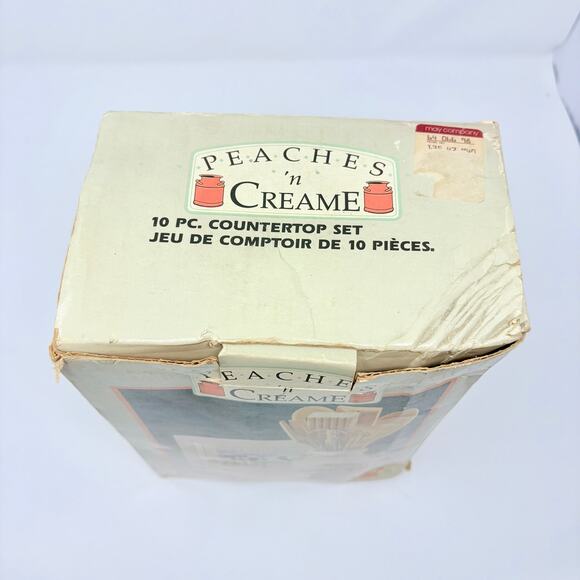 PEACHES
'n
CREAME
10 PC. COUNTERTOP SET
JEU DE COMPTOIR DE 10 PIÈCES.
may company
PEACHES
'n
CREAME